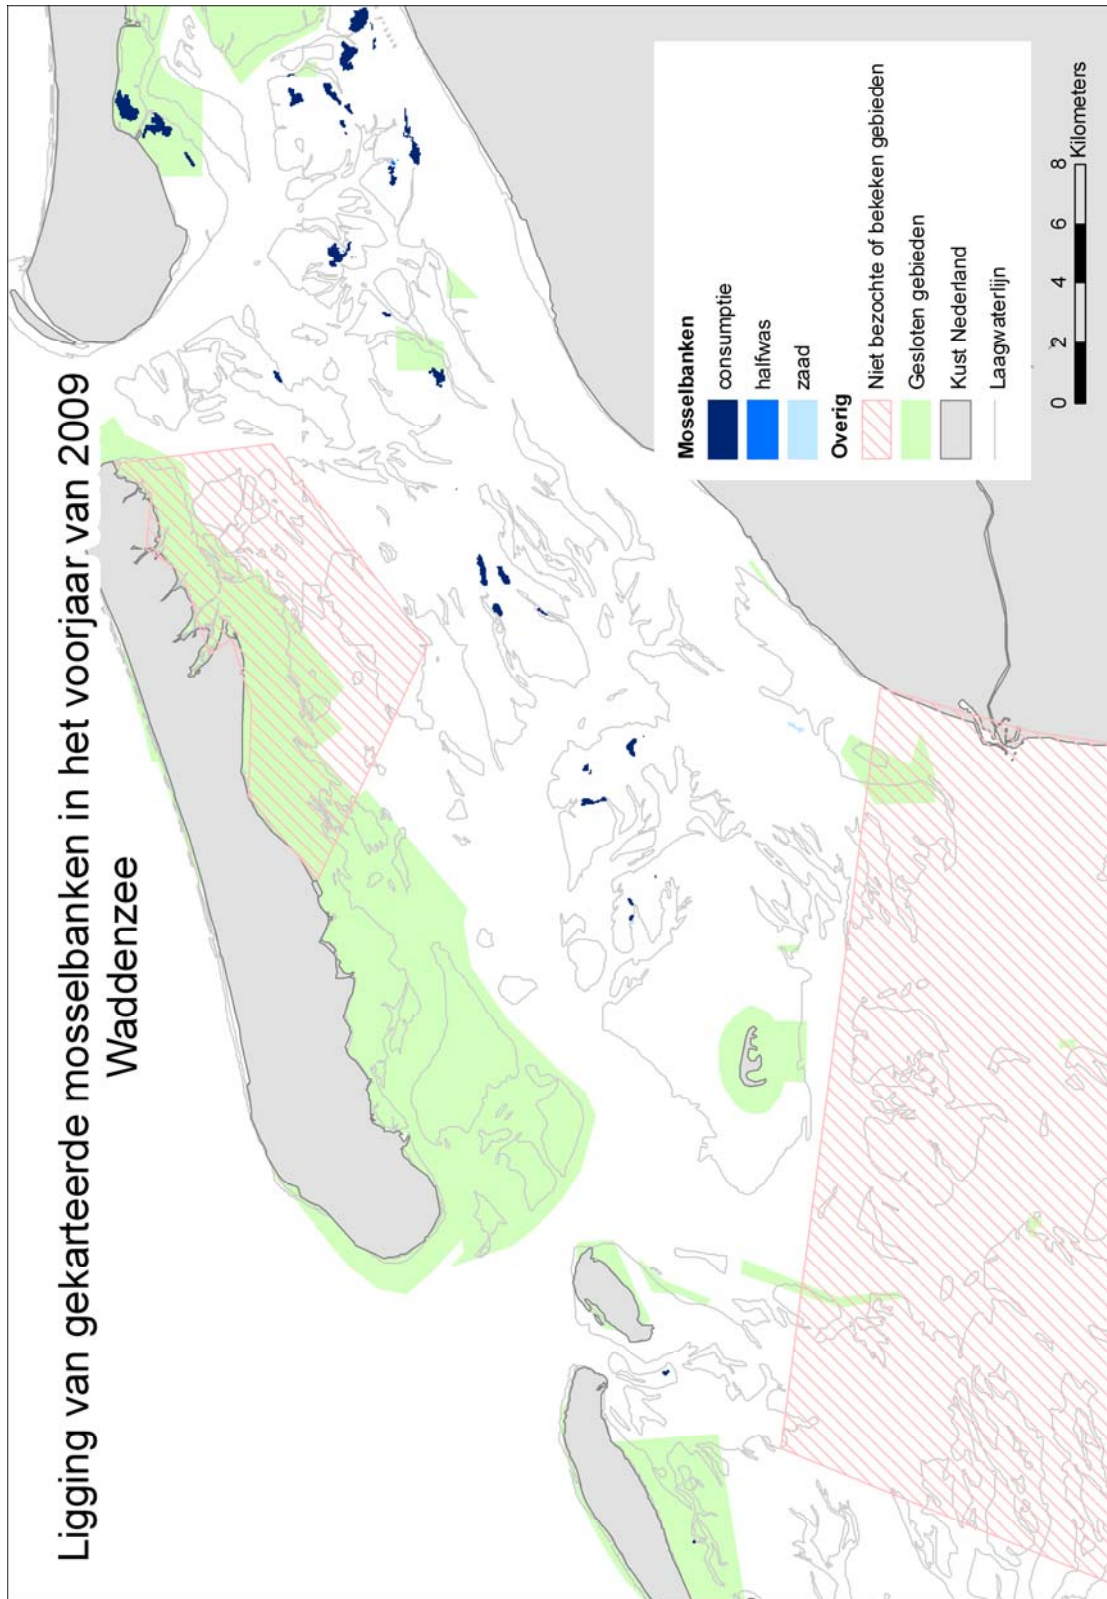 Ligging van gekarteerde mosselbanken in het voorjaar van 2009
Waddenzee
Mosselbanken
consumptie
halfwas
zaad
Overig
Niet bezochte of bekeken gebieden
Gesloten gebieden
Kust Nederland
Laagwaterlijn
0 2 4 6 8
Kilometers